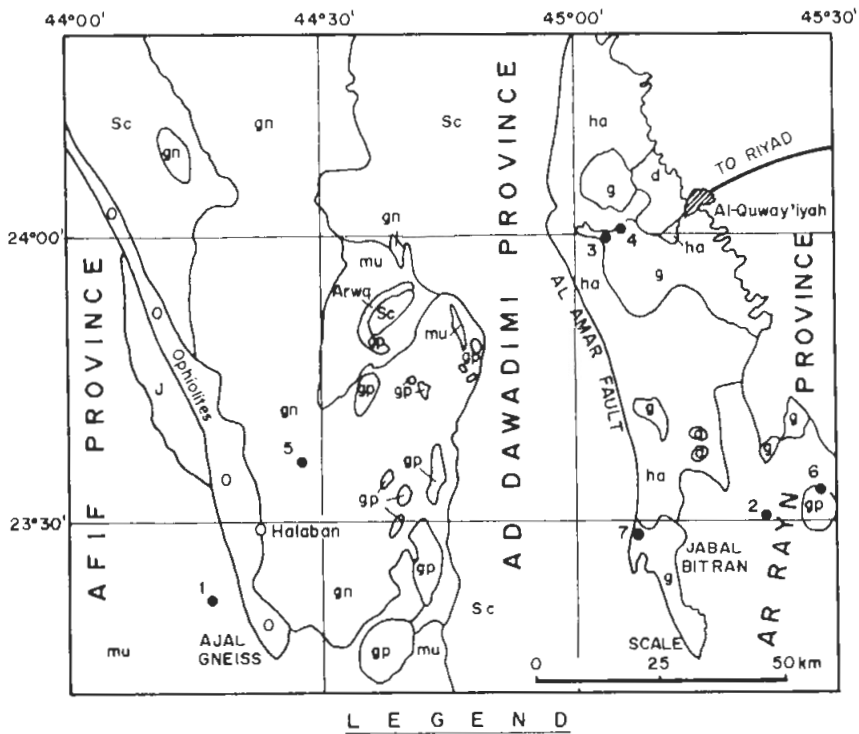 44°00' 44°30' 45°00' 45°30'
Sc gn Sc ha
gn
g d TO RIYAD
Al-Quway'iyah
O
24°00'
gn
3 4 ha
mu
ha g
Arwa
Sc
gp
mu
gp
O
Ophiolites
J
gp gp
AFIF PROVINCE
AD DAWADIMI PROVINCE
AL AMAR FAULT
AR RAYN PROVINCE
gn
5
g
g
g
gp
gp
ha
6
gp
O
23°30'
Halaban
2
7
JABAL
BITRAN
gp
1
gn
g
Sc
O
mu
AJAL
GNEISS
gp mu
SCALE
0 25 50 km
LEGEND